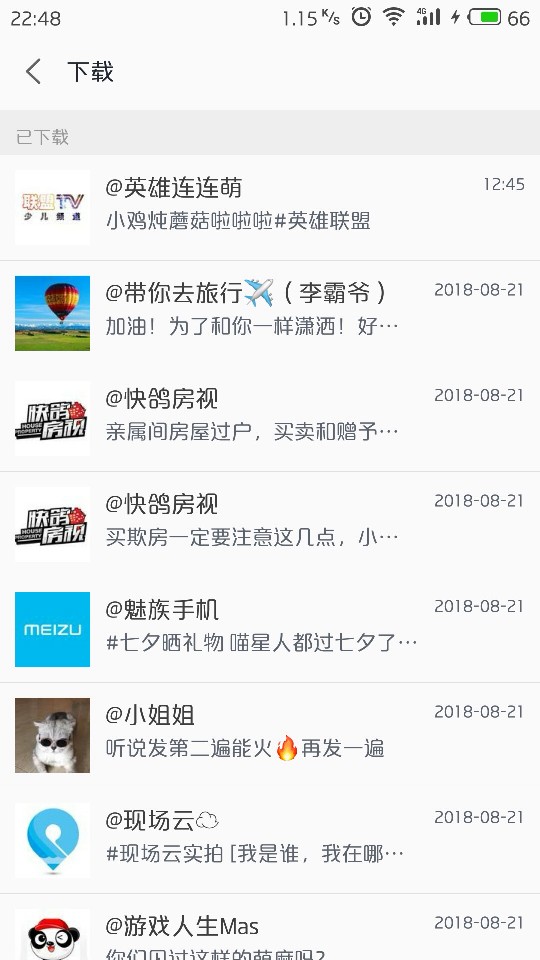 22:48 1.15 K/s 4G 66
下载
已下载
联盟TV
少儿频道
@英雄连连萌 12:45
小鸡炖蘑菇啦啦啦#英雄联盟
@带你去旅行✈️（李霸爷） 2018-08-21
加油！为了和你一样潇洒！好…
快鸽
HOUSE
PROPERTY
房视
@快鸽房视 2018-08-21
亲属间房屋过户，买卖和赠予…
快鸽
HOUSE
PROPERTY
房视
@快鸽房视 2018-08-21
买欺房一定要注意这几点，小…
MEIZU
@魅族手机 2018-08-21
#七夕晒礼物 喵星人都过七夕了…
@小姐姐 2018-08-21
听说发第二遍能火🔥再发一遍
@现场云☁ 2018-08-21
#现场云实拍 [我是谁，我在哪…
@游戏人生Mas 2018-08-21